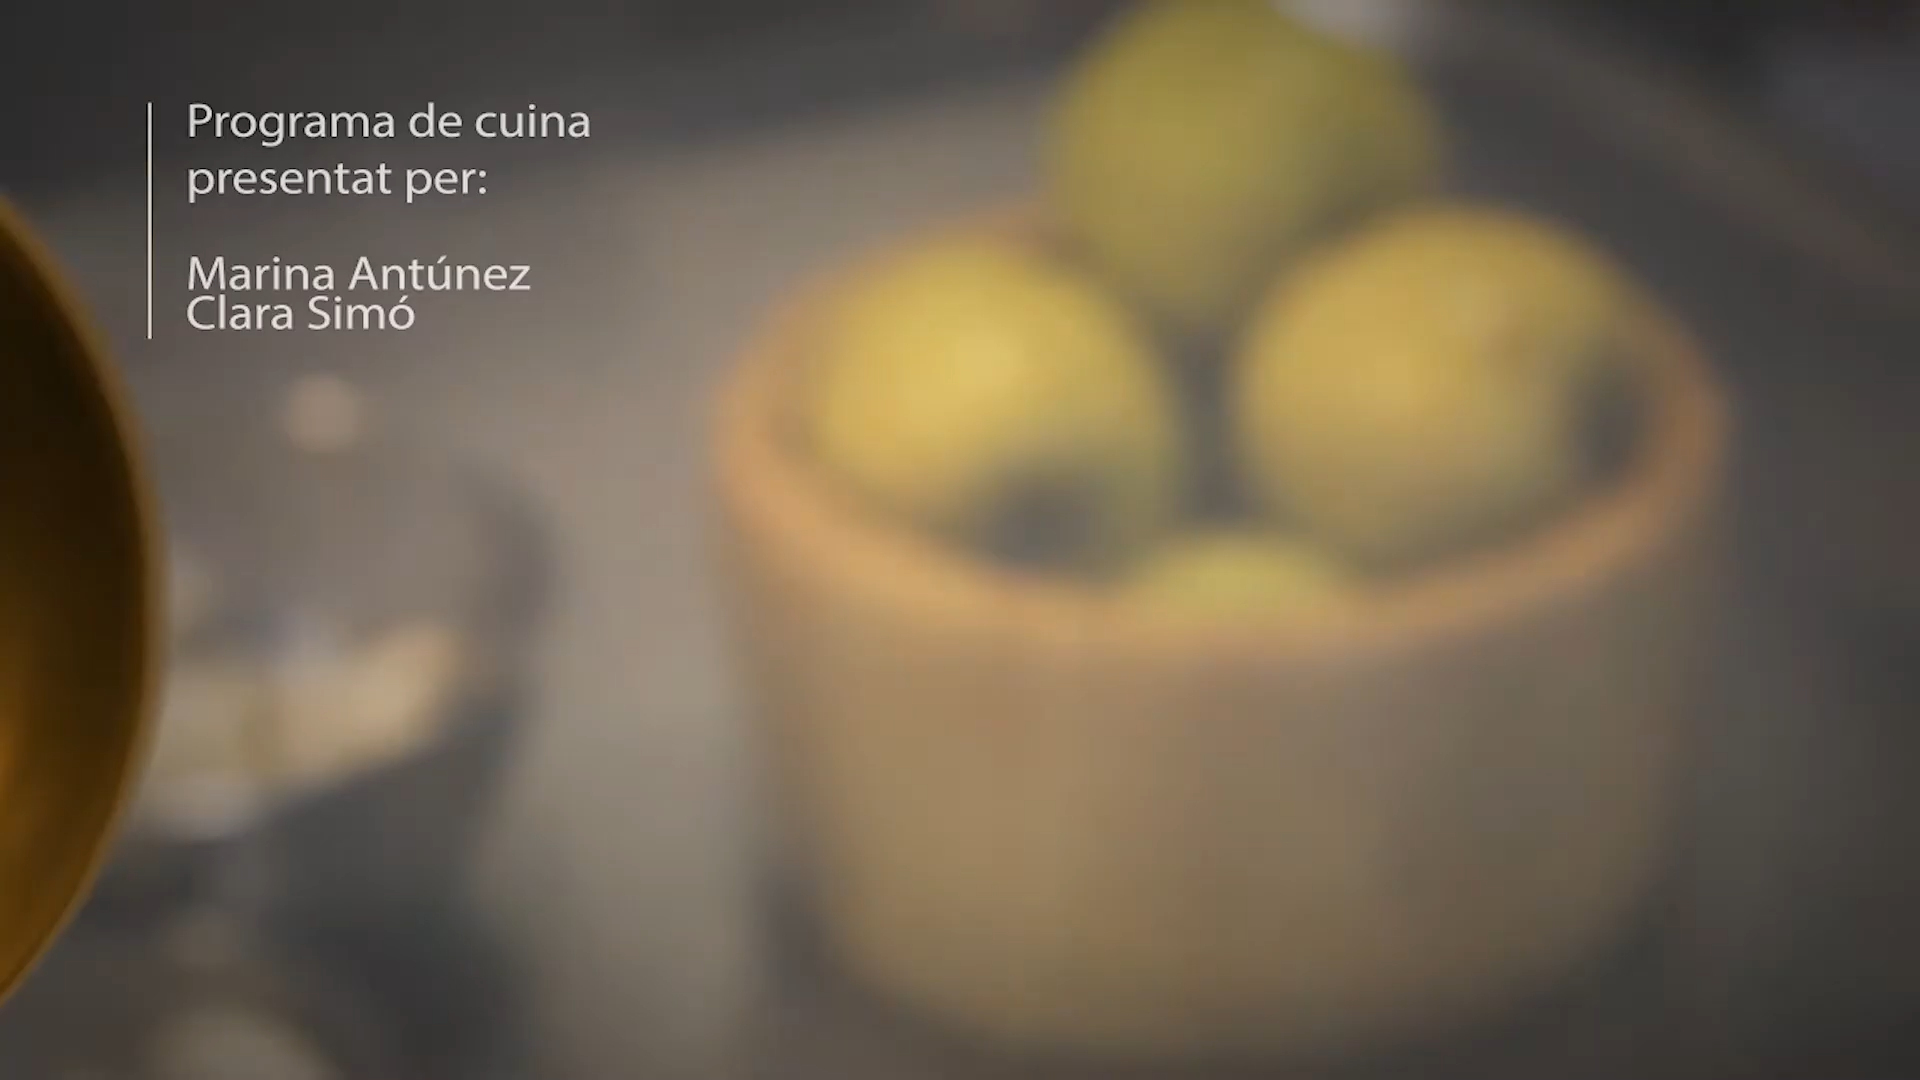 Programa de cuina
presentat per:
Marina Antúnez
Clara Simó